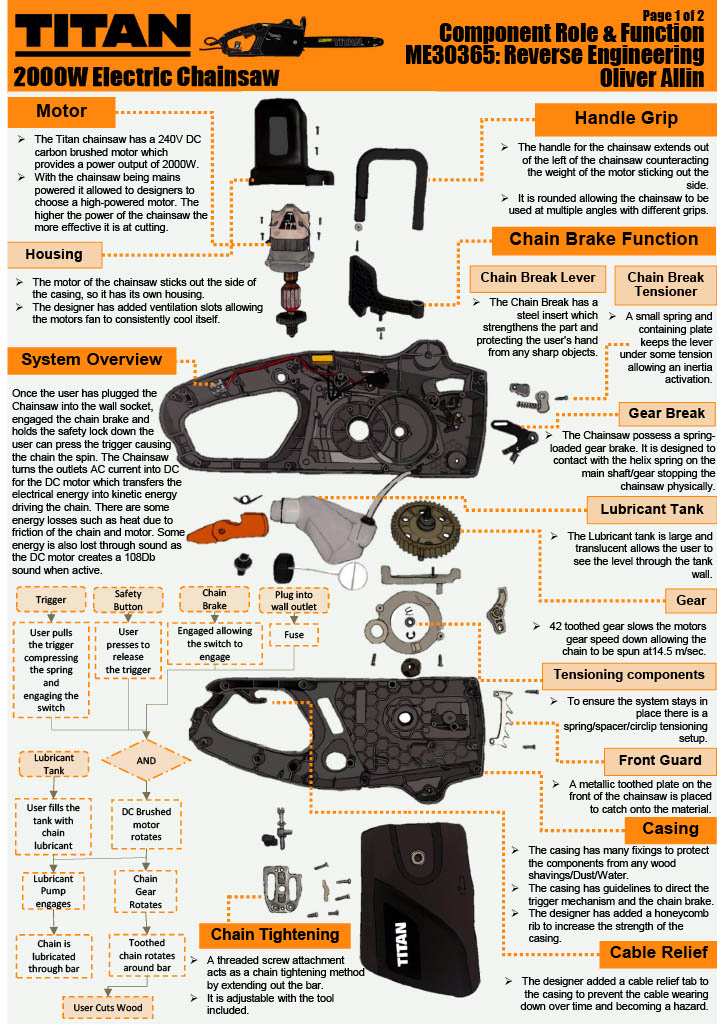 TITAN
2000W Electric Chainsaw
TITAN
Page 1 of 2
Component Role & Function
ME30365: Reverse Engineering
Oliver Allin
Motor
➢ The Titan chainsaw has a 240V DC
carbon brushed motor which
provides a power output of 2000W.
➢ With the chainsaw being mains
powered it allowed to designers to
choose a high-powered motor. The
higher the power of the chainsaw the
more effective it is at cutting.
Housing
➢ The motor of the chainsaw sticks out the side of
the casing, so it has its own housing.
➢ The designer has added ventilation slots allowing
the motors fan to consistently cool itself.
Handle Grip
➢ The handle for the chainsaw extends out
of the left of the chainsaw counteracting
the weight of the motor sticking out the
side.
➢ It is rounded allowing the chainsaw to be
used at multiple angles with different grips.
Chain Brake Function
Chain Break Lever
➢ The Chain Break has a
steel insert which
strengthens the part and
protecting the user's hand
from any sharp objects.
Chain Break
Tensioner
➢ A small spring and
containing plate
keeps the lever
under some tension
allowing an inertia
activation.
System Overview
Once the user has plugged the
Chainsaw into the wall socket,
engaged the chain brake and
holds the safety lock down the
user can press the trigger causing
the chain the spin. The Chainsaw
turns the outlets AC current into DC
for the DC motor which transfers the
electrical energy into kinetic energy
driving the chain. There are some
energy losses such as heat due to
friction of the chain and motor. Some
energy is also lost through sound as
the DC motor creates a 108Db
sound when active.
Gear Break
➢ The Chainsaw possess a spring-
loaded gear brake. It is designed to
contact with the helix spring on the
main shaft/gear stopping the
chainsaw physically.
Lubricant Tank
➢ The Lubricant tank is large and
translucent allows the user to
see the level through the tank
wall.
Gear
➢ 42 toothed gear slows the motors
gear speed down allowing the
chain to be spun at14.5 m/sec.
Tensioning components
➢ To ensure the system stays in
place there is a
spring/spacer/circlip tensioning
setup.
Front Guard
➢ A metallic toothed plate on the
front of the chainsaw is placed
to catch onto the material.
Casing
➢ The casing has many fixings to protect
the components from any wood
shavings/Dust/Water.
➢ The casing has guidelines to direct the
trigger mechanism and the chain brake.
➢ The designer has added a honeycomb
rib to increase the strength of the
casing.
Cable Relief
➢ The designer added a cable relief tab to
the casing to prevent the cable wearing
down over time and becoming a hazard.
Trigger
Safety
Button
Chain
Brake
Plug into
wall outlet
User pulls
the trigger
compressing
the spring
and
engaging the
switch
User
presses to
release
the trigger
Engaged allowing
the switch to
engage
Fuse
Lubricant
Tank
AND
User fills the
tank with
chain
lubricant
DC Brushed
motor
rotates
Lubricant
Pump
engages
Chain
Gear
Rotates
Chain is
lubricated
through bar
Toothed
chain rotates
around bar
User Cuts Wood
Chain Tightening
➢ A threaded screw attachment
acts as a chain tightening method
by extending out the bar.
➢ It is adjustable with the tool
included.
TITAN